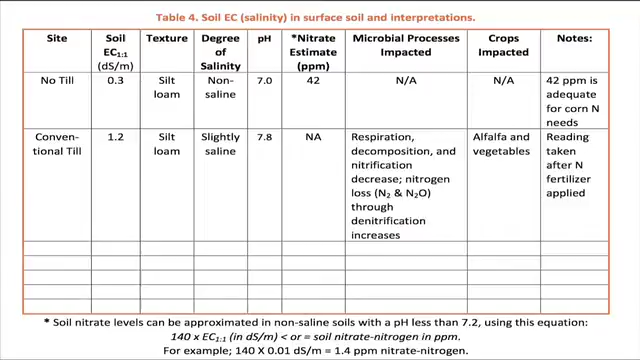 Table 4. Soil EC (salinity) in surface soil and interpretations.
Site Soil EC1:1 (dS/m) Texture Degree of Salinity pH *Nitrate Estimate (ppm) Microbial Processes Impacted Crops Impacted Notes:
No Till 0.3 Silt loam Non-saline 7.0 42 N/A N/A 42 ppm is adequate for corn N needs
Conven-tional Till 1.2 Silt loam Slightly saline 7.8 NA Respiration, decomposition, and nitrification decrease; nitrogen loss (N2 & N2O) through denitrification increases Alfalfa and vegetables Reading taken after N fertilizer applied
* Soil nitrate levels can be approximated in non-saline soils with a pH less than 7.2, using this equation:
140 x EC1:1 (in dS/m) < or = soil nitrate-nitrogen in ppm.
For example; 140 X 0.01 dS/m = 1.4 ppm nitrate-nitrogen.